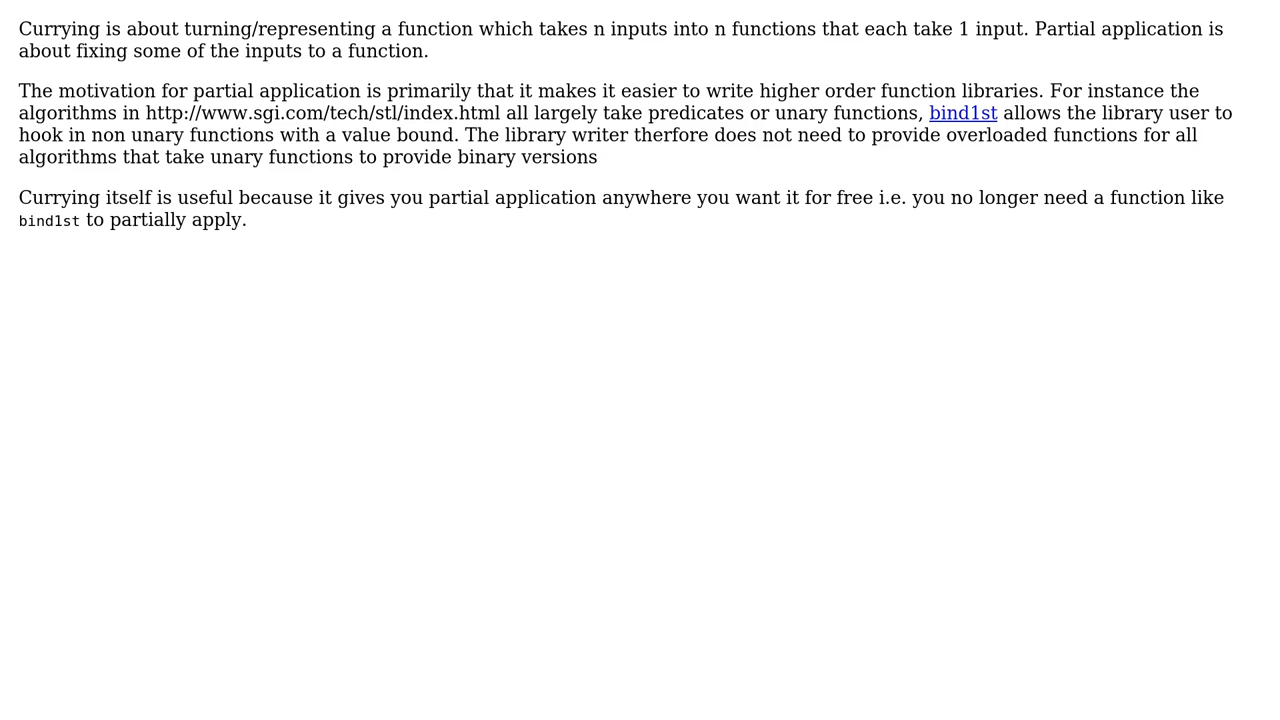 Currying is about turning/representing a function which takes n inputs into n functions that each take 1 input. Partial application is
about fixing some of the inputs to a function.
The motivation for partial application is primarily that it makes it easier to write higher order function libraries. For instance the
algorithms in http://www.sgi.com/tech/stl/index.html all largely take predicates or unary functions, bind1st allows the library user to
hook in non unary functions with a value bound. The library writer therfore does not need to provide overloaded functions for all
algorithms that take unary functions to provide binary versions
Currying itself is useful because it gives you partial application anywhere you want it for free i.e. you no longer need a function like
bind1st to partially apply.